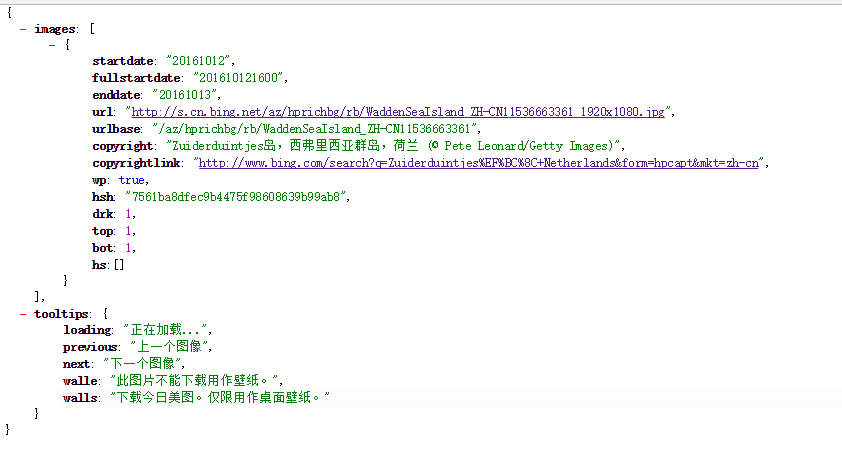 {
- images: [
- {
startdate: "20161012",
fullstartdate: "201610121600",
enddate: "20161013",
url: "http://s.cn.bing.net/az/hprichbg/rb/WaddenSeaIsland_ZH-CN11536663361_1920x1080.jpg",
urlbase: "/az/hprichbg/rb/WaddenSeaIsland_ZH-CN11536663361",
copyright: "Zuiderduintjes岛，西弗里西亚群岛，荷兰 (© Pete Leonard/Getty Images)",
copyrightlink: "http://www.bing.com/search?q=Zuiderduintjes%EF%BC%8C+Netherlands&form=hpcapt&mkt=zh-cn",
wp: true,
hsh: "7561ba8dfec9b4475f98608639b99ab8",
drk: 1,
top: 1,
bot: 1,
hs:[]
}
],
- tooltips: {
loading: "正在加载...",
previous: "上一个图像",
next: "下一个图像",
walle: "此图片不能下载用作壁纸。",
walls: "下载今日美图。仅限用作桌面壁纸。"
}
}